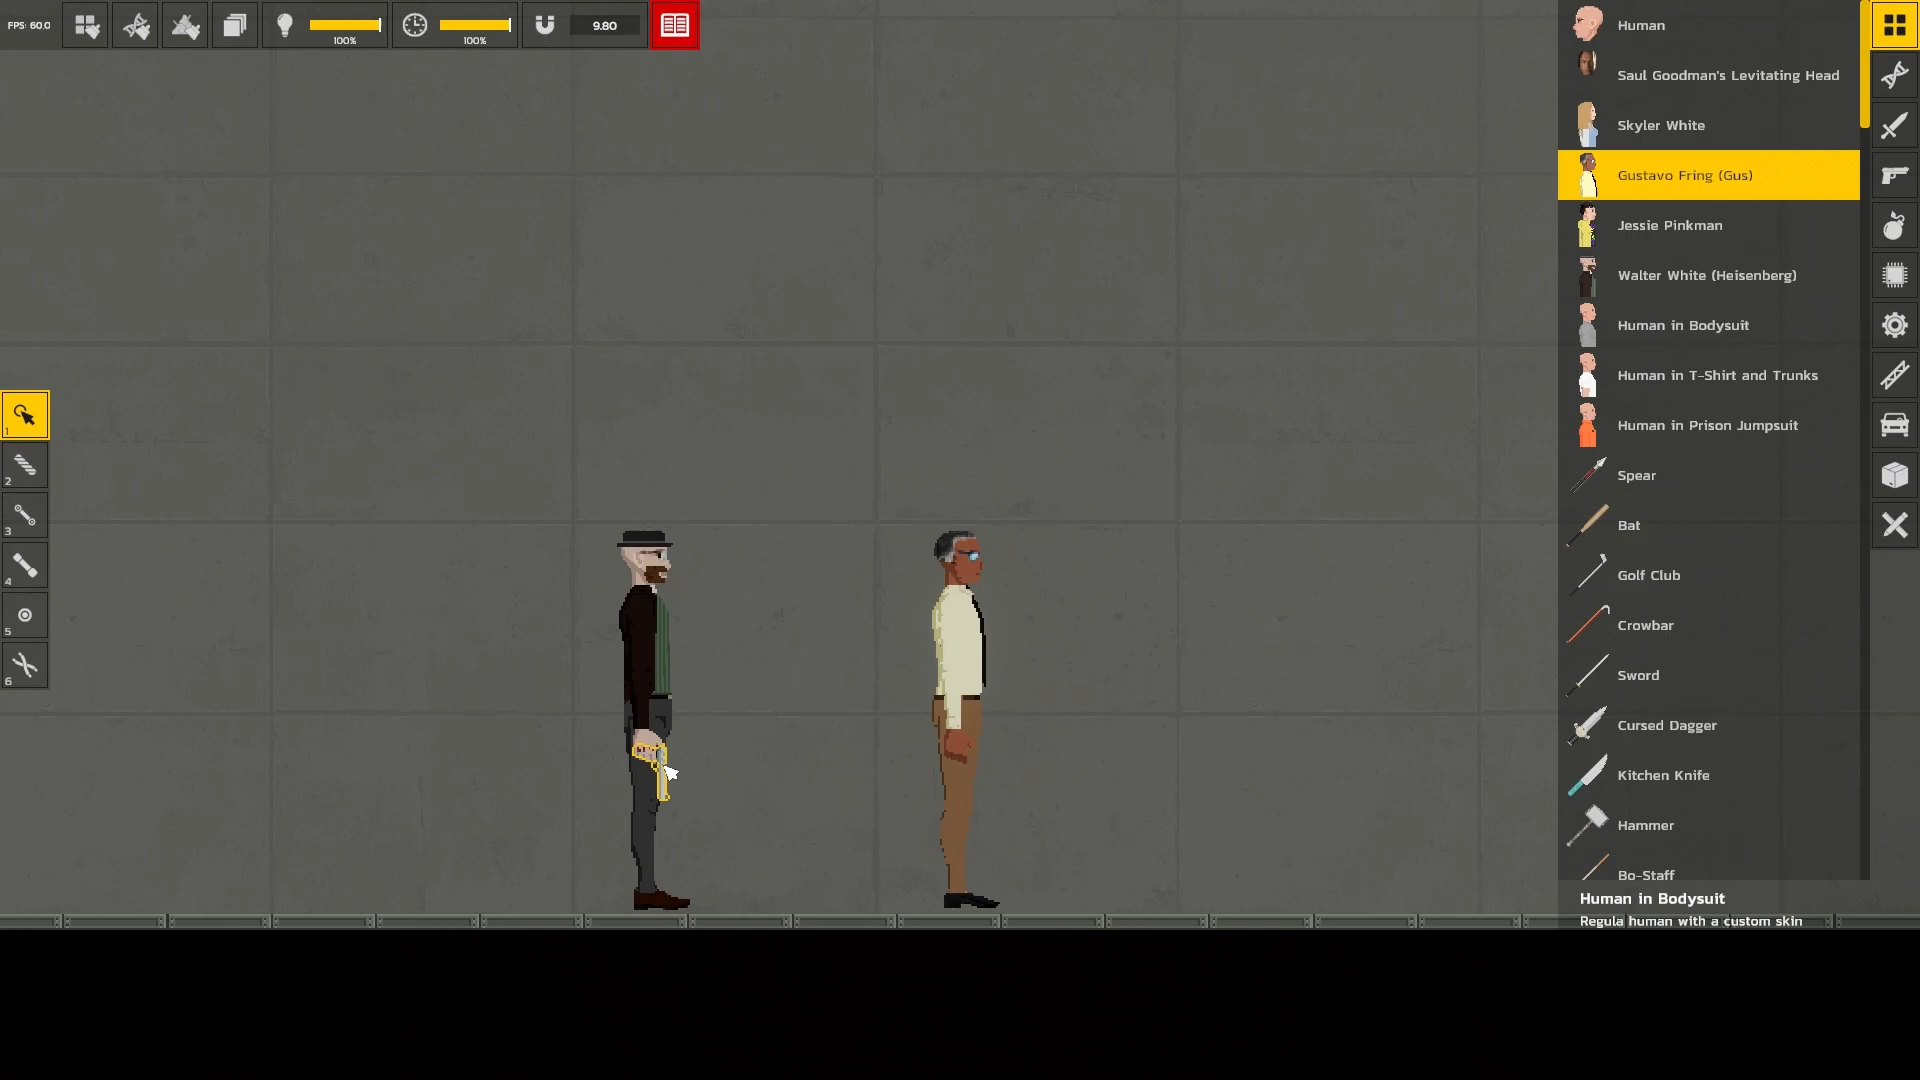 FPS: 60.0
100%
100%
9.80
Human
Saul Goodman's Levitating Head
Skyler White
Gustavo Fring (Gus)
Jessie Pinkman
Walter White (Heisenberg)
Human in Bodysuit
Human in T-Shirt and Trunks
Human in Prison Jumpsuit
Spear
Bat
Golf Club
Crowbar
Sword
Cursed Dagger
Kitchen Knife
Hammer
Bo-Staff
Human in Bodysuit
Regula human with a custom skin
1
2
3
4
5
6